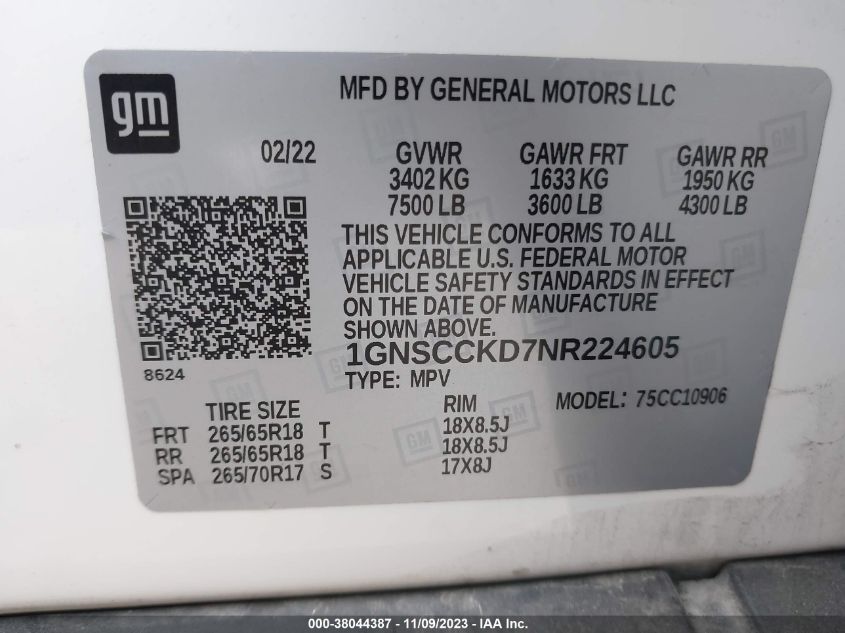 gm
MFD BY GENERAL MOTORS LLC
02/22 GVWR GAWR FRT GAWR RR
3402 KG 1633 KG 1950 KG
7500 LB 3600 LB 4300 LB
THIS VEHICLE CONFORMS TO ALL
APPLICABLE U.S. FEDERAL MOTOR
VEHICLE SAFETY STANDARDS IN EFFECT
ON THE DATE OF MANUFACTURE
SHOWN ABOVE.
1GNSCCKD7NR224605
8624
TYPE: MPV MODEL: 75CC10906
TIRE SIZE RIM
FRT 265/65R18 T 18X8.5J
RR 265/65R18 T 18X8.5J
SPA 265/70R17 S 17X8J
000-38044387 - 11/09/2023 - IAA Inc.